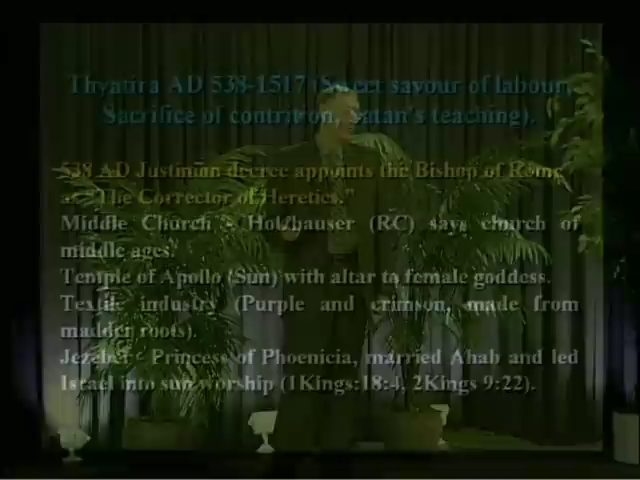 Thyatira AD 538-1517 (Sweet savour of labour,
Sacrifice of contrition, Satan's teaching).
538 AD Justinian decree appoints the Bishop of Rome
as "The Corrector of Heretics."
Middle Church - Holzhauser (RC) says church of
middle ages.
Temple of Apollo (Sun) with altar to female goddess.
Textile industry (Purple and crimson, made from
madder roots).
Jezebel - Princess of Phoenicia, married Ahab and led
Israel into sun worship (1Kings:18:4, 2Kings 9:22).